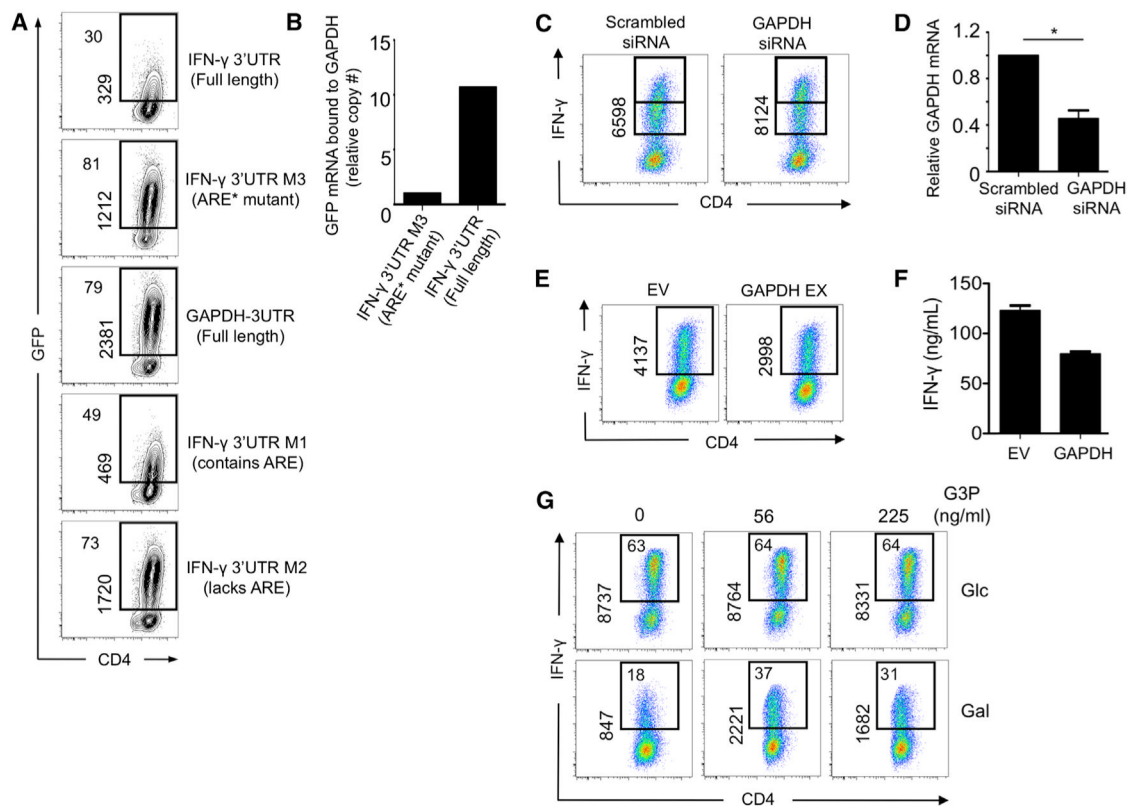 A
GFP
30
329
IFN-γ 3'UTR
(Full length)
81
1212
IFN-γ 3'UTR M3
(ARE* mutant)
79
2381
GAPDH-3UTR
(Full length)
49
469
IFN-γ 3'UTR M1
(contains ARE)
73
1720
IFN-γ 3'UTR M2
(lacks ARE)
CD4
B
GFP mRNA bound to GAPDH
(relative copy #)
15
10
5
0
IFN-γ 3'UTR M3
(ARE* mutant)
IFN-γ 3'UTR
(Full length)
C
Scrambled
siRNA
GAPDH
siRNA
IFN-γ
6598
8124
CD4
D
Relative GAPDH mRNA
1.2
0.8
0.4
0
*
Scrambled
siRNA
GAPDH
siRNA
E
EV
GAPDH EX
IFN-γ
4137
2998
CD4
F
IFN-γ (ng/mL)
150
100
50
0
EV
GAPDH
G
G3P
(ng/ml)
0
56
225
IFN-γ
63
8737
64
8764
64
8331
Glc
18
847
37
2221
31
1682
Gal
CD4